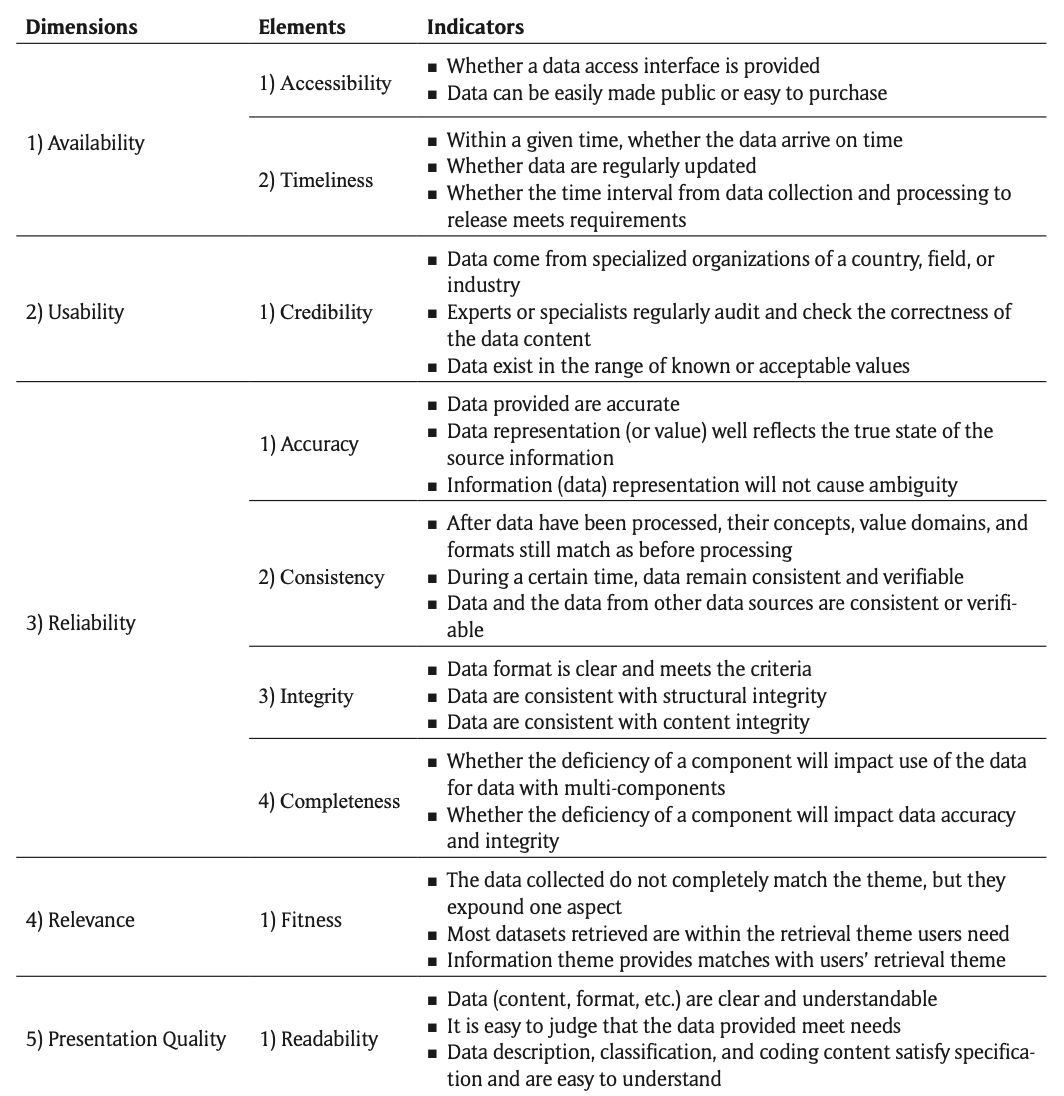 Dimensions Elements Indicators
1) Availability
1) Accessibility
▪ Whether a data access interface is provided
▪ Data can be easily made public or easy to purchase
2) Timeliness
▪ Within a given time, whether the data arrive on time
▪ Whether data are regularly updated
▪ Whether the time interval from data collection and processing to
release meets requirements
2) Usability
1) Credibility
▪ Data come from specialized organizations of a country, field, or
industry
▪ Experts or specialists regularly audit and check the correctness of
the data content
▪ Data exist in the range of known or acceptable values
3) Reliability
1) Accuracy
▪ Data provided are accurate
▪ Data representation (or value) well reflects the true state of the
source information
▪ Information (data) representation will not cause ambiguity
2) Consistency
▪ After data have been processed, their concepts, value domains, and
formats still match as before processing
▪ During a certain time, data remain consistent and verifiable
▪ Data and the data from other data sources are consistent or verifi-
able
3) Integrity
▪ Data format is clear and meets the criteria
▪ Data are consistent with structural integrity
▪ Data are consistent with content integrity
4) Completeness
▪ Whether the deficiency of a component will impact use of the data
for data with multi-components
▪ Whether the deficiency of a component will impact data accuracy
and integrity
4) Relevance
1) Fitness
▪ The data collected do not completely match the theme, but they
expound one aspect
▪ Most datasets retrieved are within the retrieval theme users need
▪ Information theme provides matches with users’ retrieval theme
5) Presentation Quality
1) Readability
▪ Data (content, format, etc.) are clear and understandable
▪ It is easy to judge that the data provided meet needs
▪ Data description, classification, and coding content satisfy specifica-
tion and are easy to understand